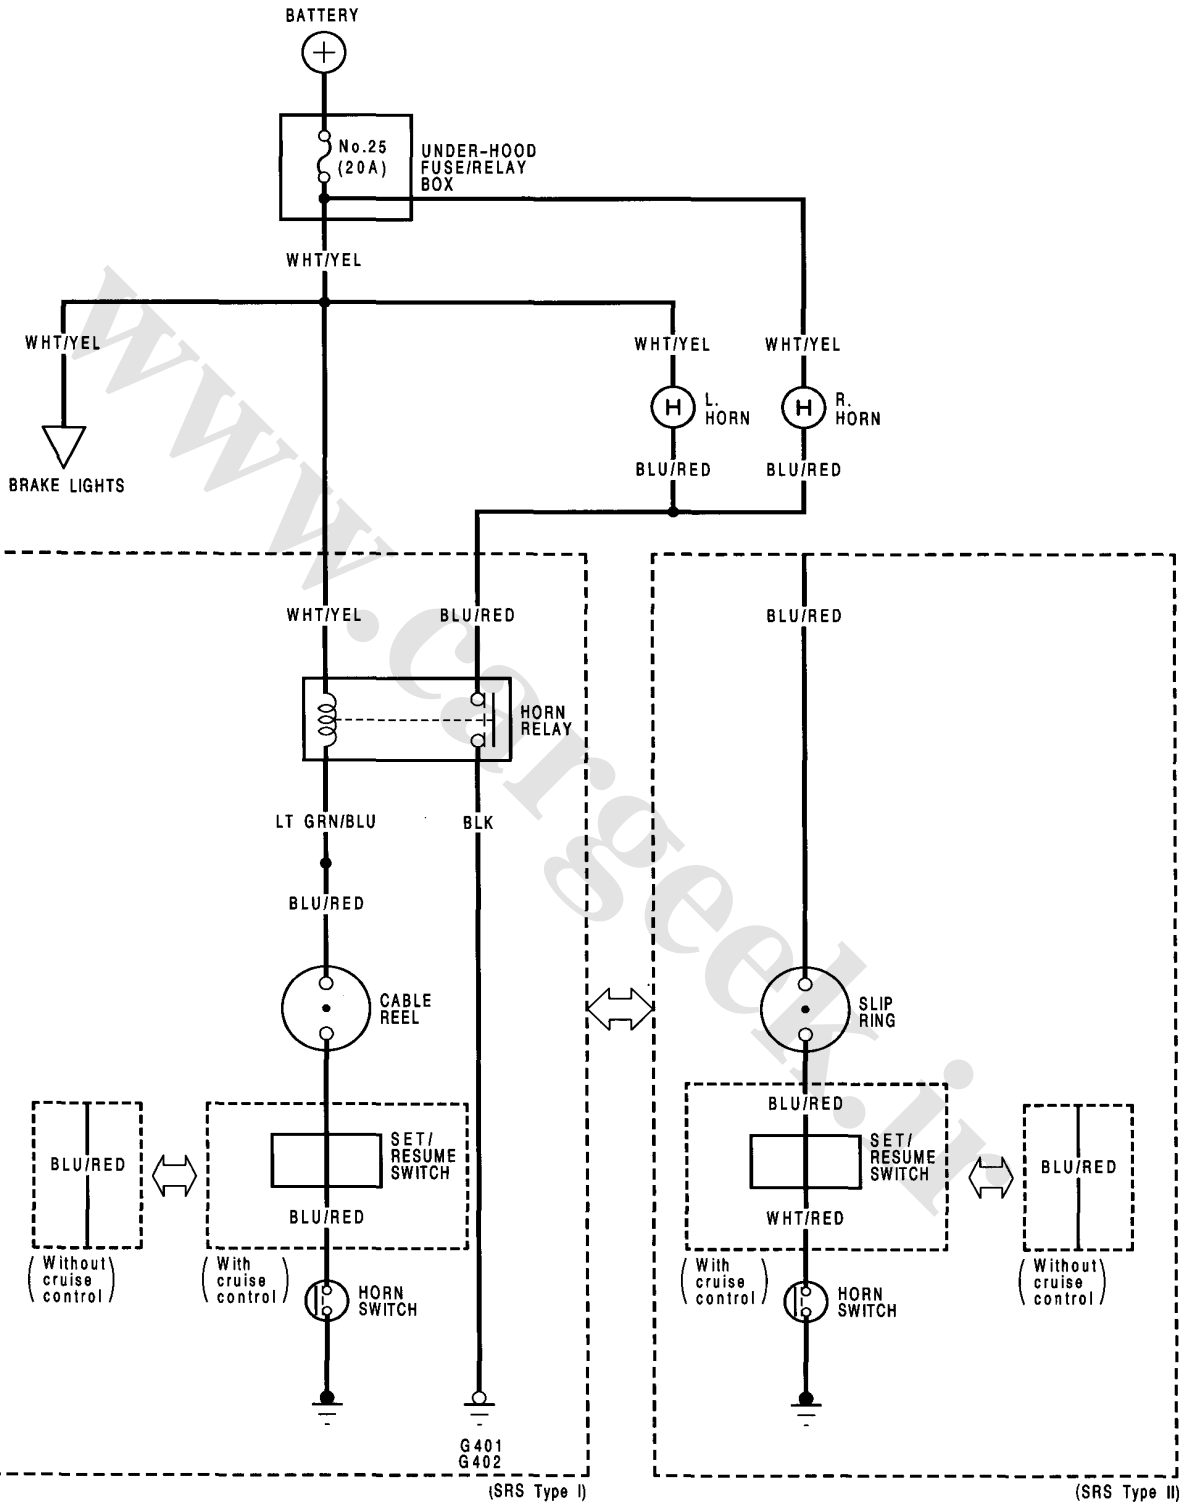 BATTERY
+
No.25
(20A)
UNDER-HOOD
FUSE/RELAY
BOX
WHT/YEL
WHT/YEL
WHT/YEL
WHT/YEL
H
L.
HORN
H
R.
HORN
BLU/RED
BLU/RED
BRAKE LIGHTS
WHT/YEL
BLU/RED
BLU/RED
HORN
RELAY
LT GRN/BLU
BLK
BLU/RED
CABLE
REEL
SLIP
RING
BLU/RED
SET/
RESUME
SWITCH
BLU/RED
(Without
cruise
control)
(With
cruise
control)
HORN
SWITCH
G401
G402
(SRS Type I)
BLU/RED
SET/
RESUME
SWITCH
WHT/RED
BLU/RED
(With
cruise
control)
(Without
cruise
control)
HORN
SWITCH
(SRS Type II)
www.cargeek.ir